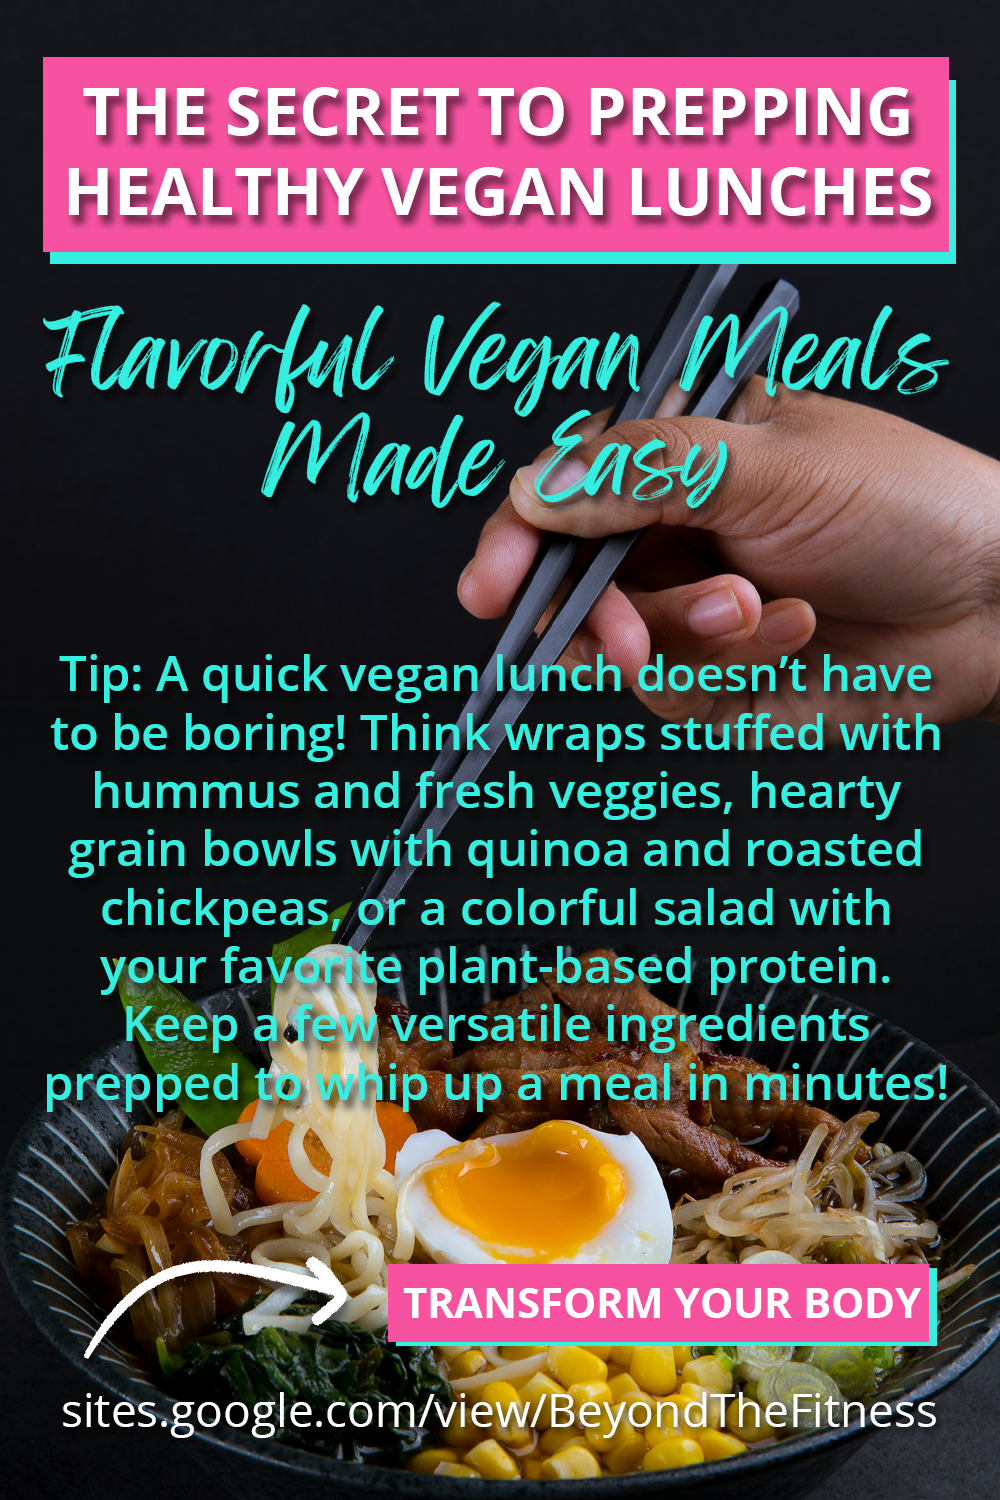 THE SECRET TO PREPPING
HEALTHY VEGAN LUNCHES
Flavorful Vegan Meals
Made Easy
Tip: A quick vegan lunch doesn’t have
to be boring! Think wraps stuffed with
hummus and fresh veggies, hearty
grain bowls with quinoa and roasted
chickpeas, or a colorful salad with
your favorite plant-based protein.
Keep a few versatile ingredients
prepped to whip up a meal in minutes!
TRANSFORM YOUR BODY
sites.google.com/view/BeyondTheFitness